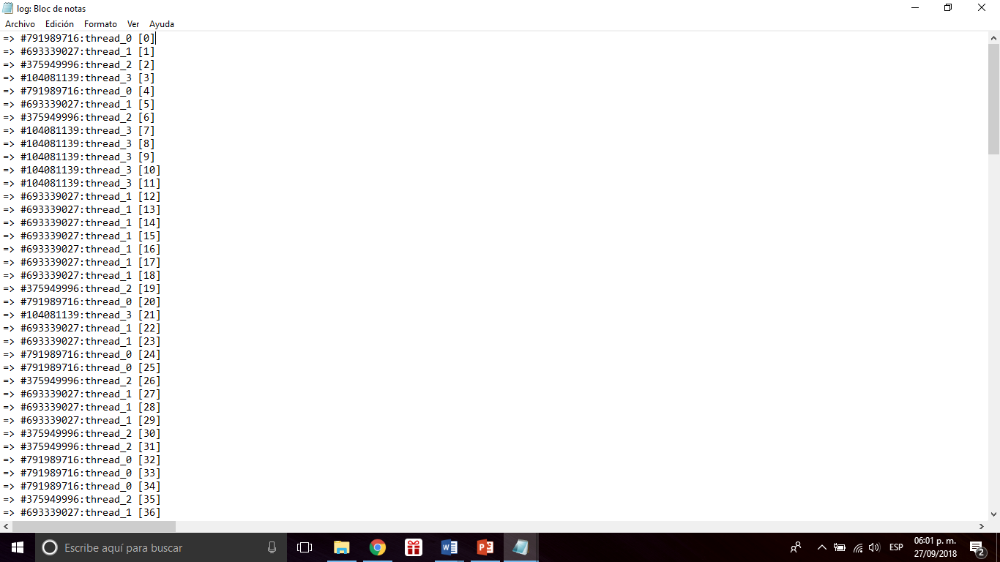 log: Bloc de notas
Archivo Edición Formato Ver Ayuda
=> #791989716:thread_0 [0]
=> #693339027:thread_1 [1]
=> #375949996:thread_2 [2]
=> #104081139:thread_3 [3]
=> #791989716:thread_0 [4]
=> #693339027:thread_1 [5]
=> #375949996:thread_2 [6]
=> #104081139:thread_3 [7]
=> #104081139:thread_3 [8]
=> #104081139:thread_3 [9]
=> #104081139:thread_3 [10]
=> #104081139:thread_3 [11]
=> #693339027:thread_1 [12]
=> #693339027:thread_1 [13]
=> #693339027:thread_1 [14]
=> #693339027:thread_1 [15]
=> #693339027:thread_1 [16]
=> #693339027:thread_1 [17]
=> #693339027:thread_1 [18]
=> #375949996:thread_2 [19]
=> #791989716:thread_0 [20]
=> #104081139:thread_3 [21]
=> #693339027:thread_1 [22]
=> #693339027:thread_1 [23]
=> #791989716:thread_0 [24]
=> #791989716:thread_0 [25]
=> #375949996:thread_2 [26]
=> #693339027:thread_1 [27]
=> #693339027:thread_1 [28]
=> #693339027:thread_1 [29]
=> #375949996:thread_2 [30]
=> #375949996:thread_2 [31]
=> #791989716:thread_0 [32]
=> #791989716:thread_0 [33]
=> #791989716:thread_0 [34]
=> #375949996:thread_2 [35]
=> #693339027:thread_1 [36]
Escribe aquí para buscar
ESP
06:01 p. m.
27/09/2018
2